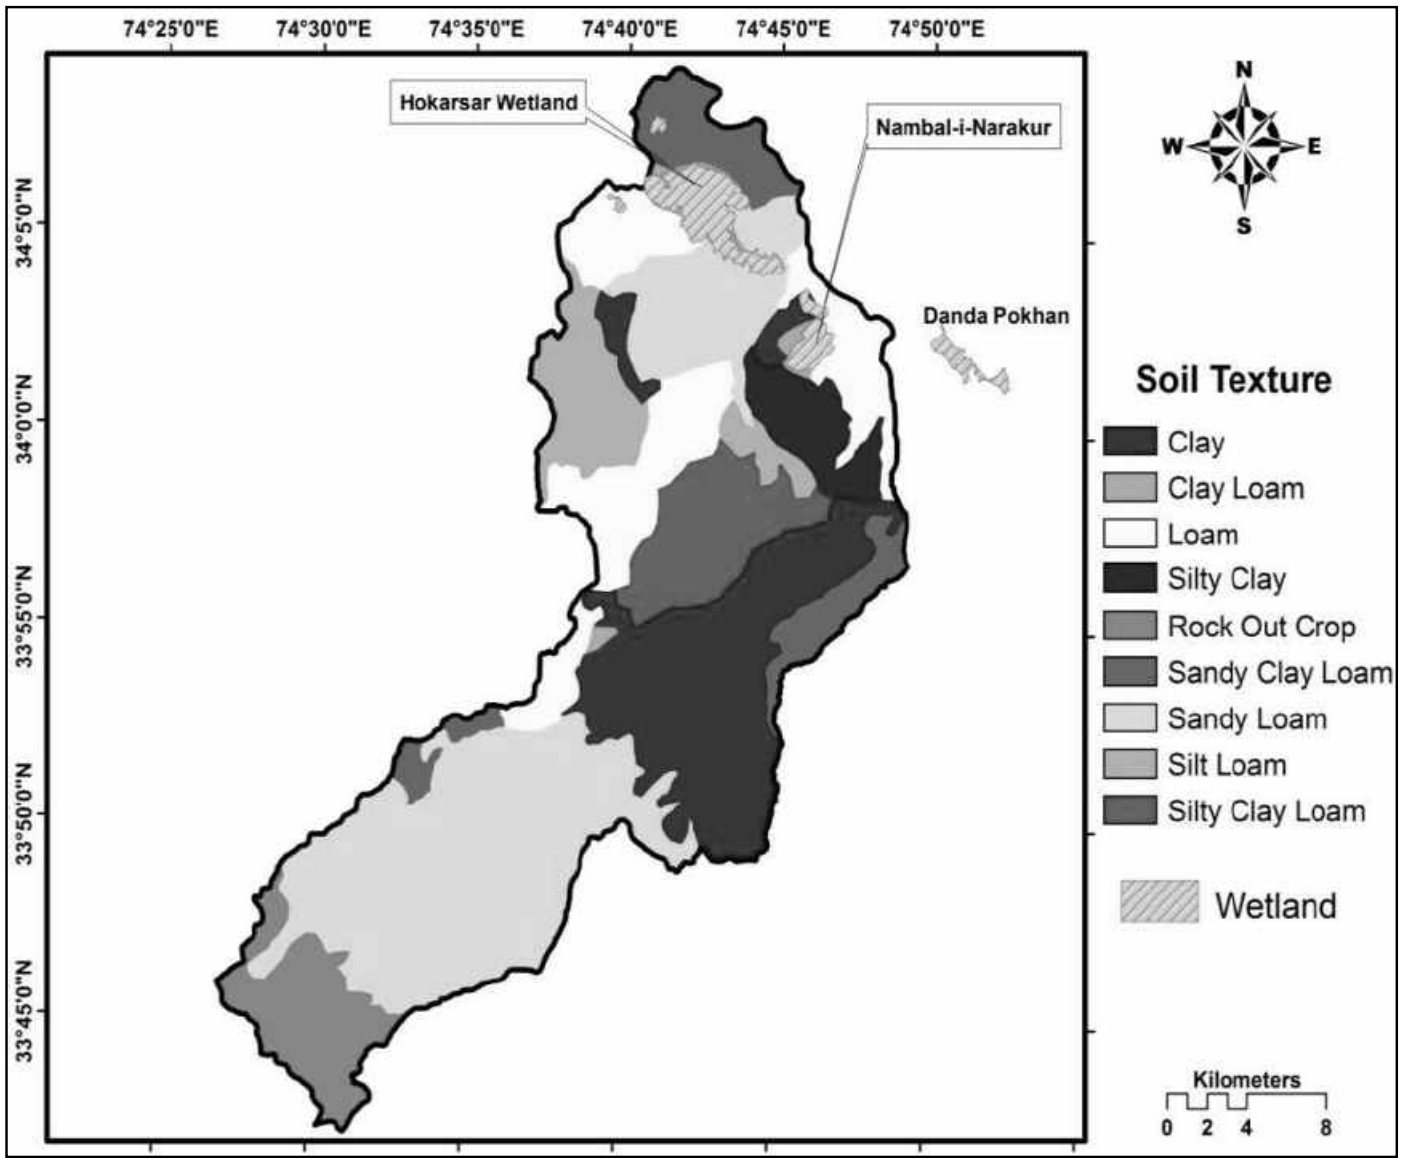 74°25'0"E 74°30'0"E 74°35'0"E 74°40'0"E 74°45'0"E 74°50'0"E
Hokarsar Wetland
Nambal-i-Narakur
N
W E
S
34°5'0"N
Danda Pokhan
34°0'0"N
33°55'0"N
33°50'0"N
33°45'0"N
Soil Texture
Clay
Clay Loam
Loam
Silty Clay
Rock Out Crop
Sandy Clay Loam
Sandy Loam
Silt Loam
Silty Clay Loam
Wetland
Kilometers
0 2 4 8